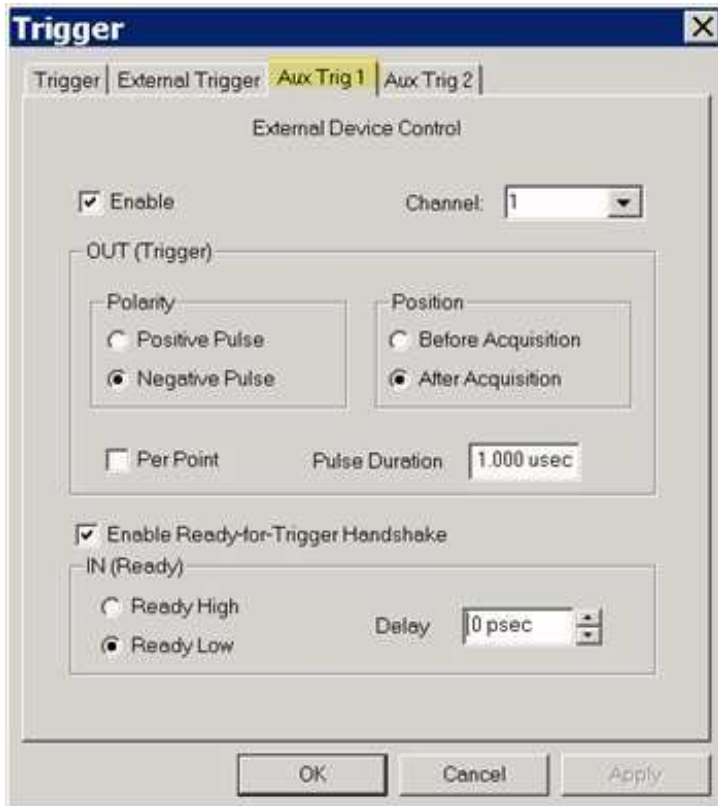 Trigger
Trigger External Trigger Aux Trig 1 Aux Trig 2
External Device Control
Enable Channel: 1
OUT (Trigger)
Polarity Position
Positive Pulse Before Acquisition
Negative Pulse After Acquisition
Per Point Pulse Duration 1.000 usec
Enable Ready-for-Trigger Handshake
IN (Ready)
Ready High
Delay 0 psec
Ready Low
OK Cancel Apply